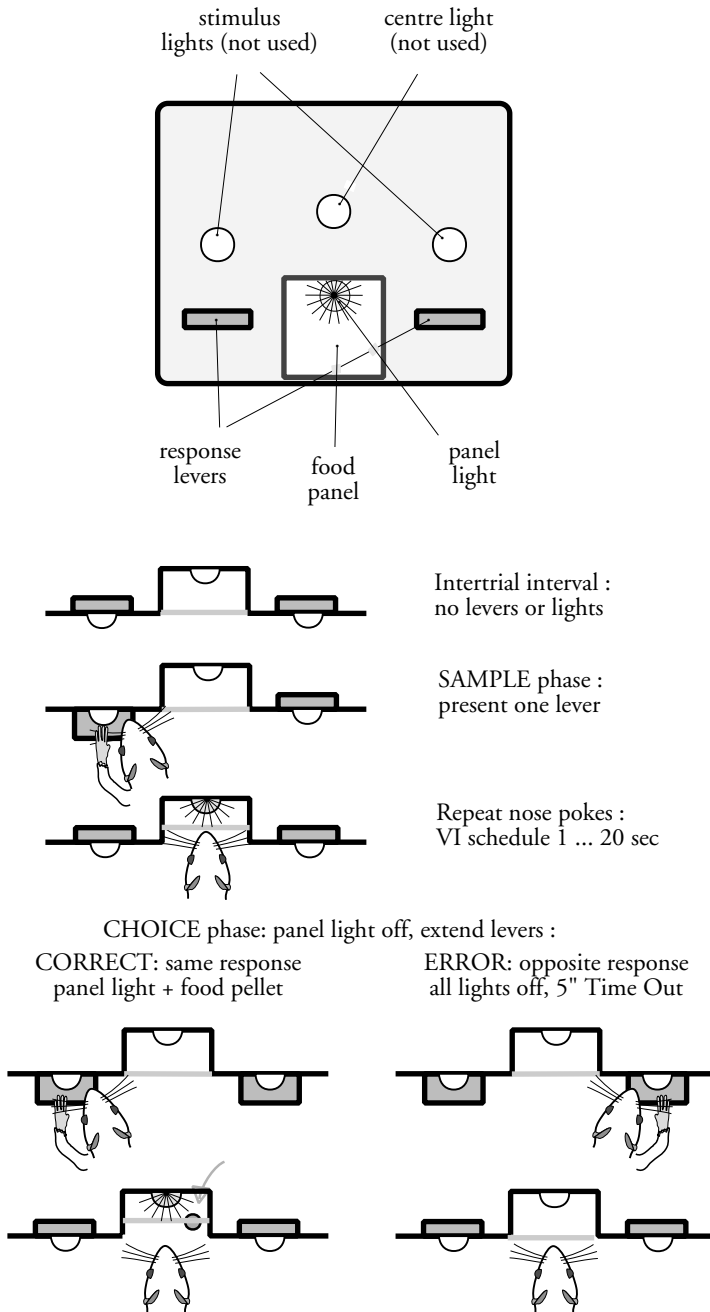 stimulus
lights (not used)
centre light
(not used)
response
levers
food
panel
panel
light
Intertrial interval :
no levers or lights
SAMPLE phase :
present one lever
Repeat nose pokes :
VI schedule 1 ... 20 sec
CHOICE phase: panel light off, extend levers :
CORRECT: same response
panel light + food pellet
ERROR: opposite response
all lights off, 5" Time Out